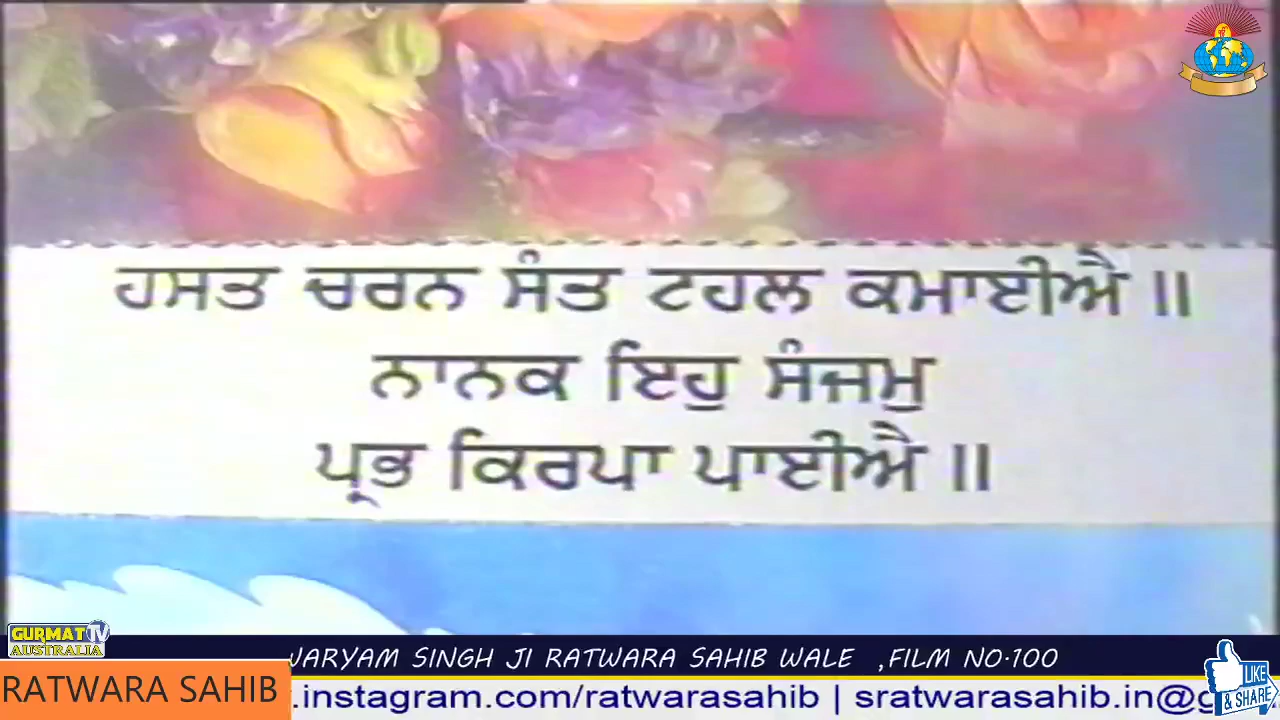 ਹਸਤ ਚਰਨ ਸੰਤ ਟਹਲ ਕਮਾਈਐ ॥
ਨਾਨਕ ਇਹੁ ਸੰਜਮੁ
ਪ੍ਰਭ ਕਿਰਪਾ ਪਾਈਐ ॥
GURMAT TV
AUSTRALIA
SINGH JI RATWARA SAHIB WALE ,FILM NO.100
RATWARA SAHIB
.instagram.com/ratwarasahib | sratwarasahib.in@g
LIKE
& SHARE